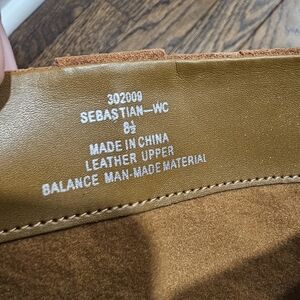 302009
SEBASTIAN—WC
8½
MADE IN CHINA
LEATHER UPPER
BALANCE MAN-MADE MATERIAL